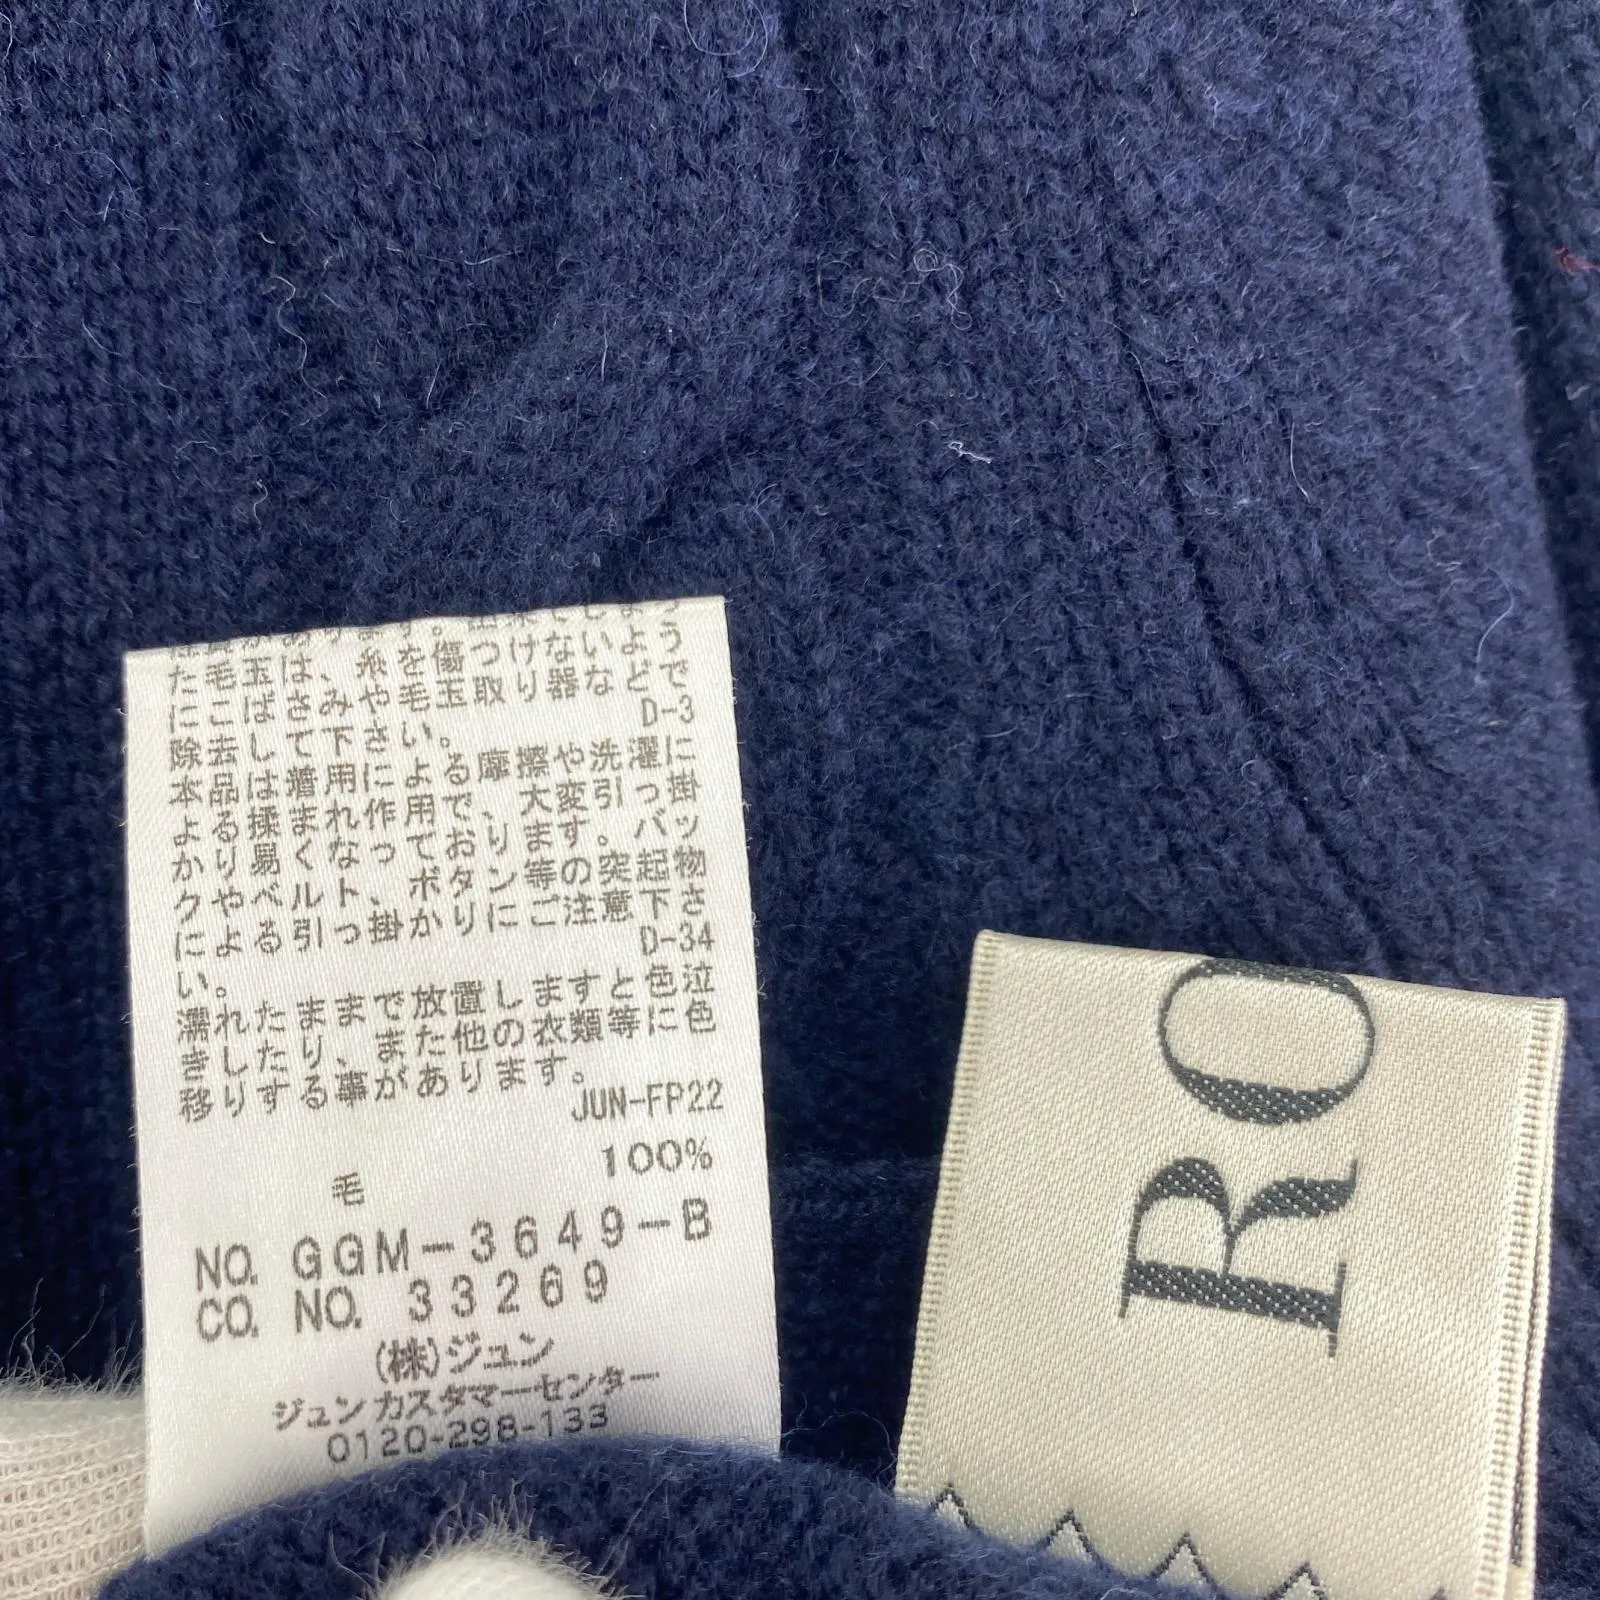 た毛玉は、糸を傷つけないよう
にこばさみや毛玉取り器などで
除去して下さい。
D-3
本品は着用による摩擦や洗濯に
よる揉まれ作用で、大変引っ掛
かり易くなっております。バッ
クやベルト、ボタン等の突起物
による引っ掛かりにご注意下さ
い。
D-34
濡れたままで放置しますと色泣
きしたり、また他の衣類等に色
移りする事があります。
JUN-FP22
毛 100%
NO. GGM-3649-B
CO. NO. 33269
(株)ジュン
ジュンカスタマーセンター
0120-298-133
RO